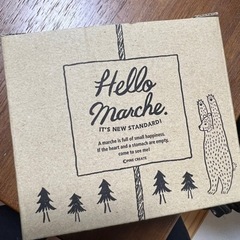 Hello
Marche.
IT'S NEW STANDARD!
A marche is full of small happiness.
If the heart and a stomach are empty,
come to see me!
©PINE CREATE